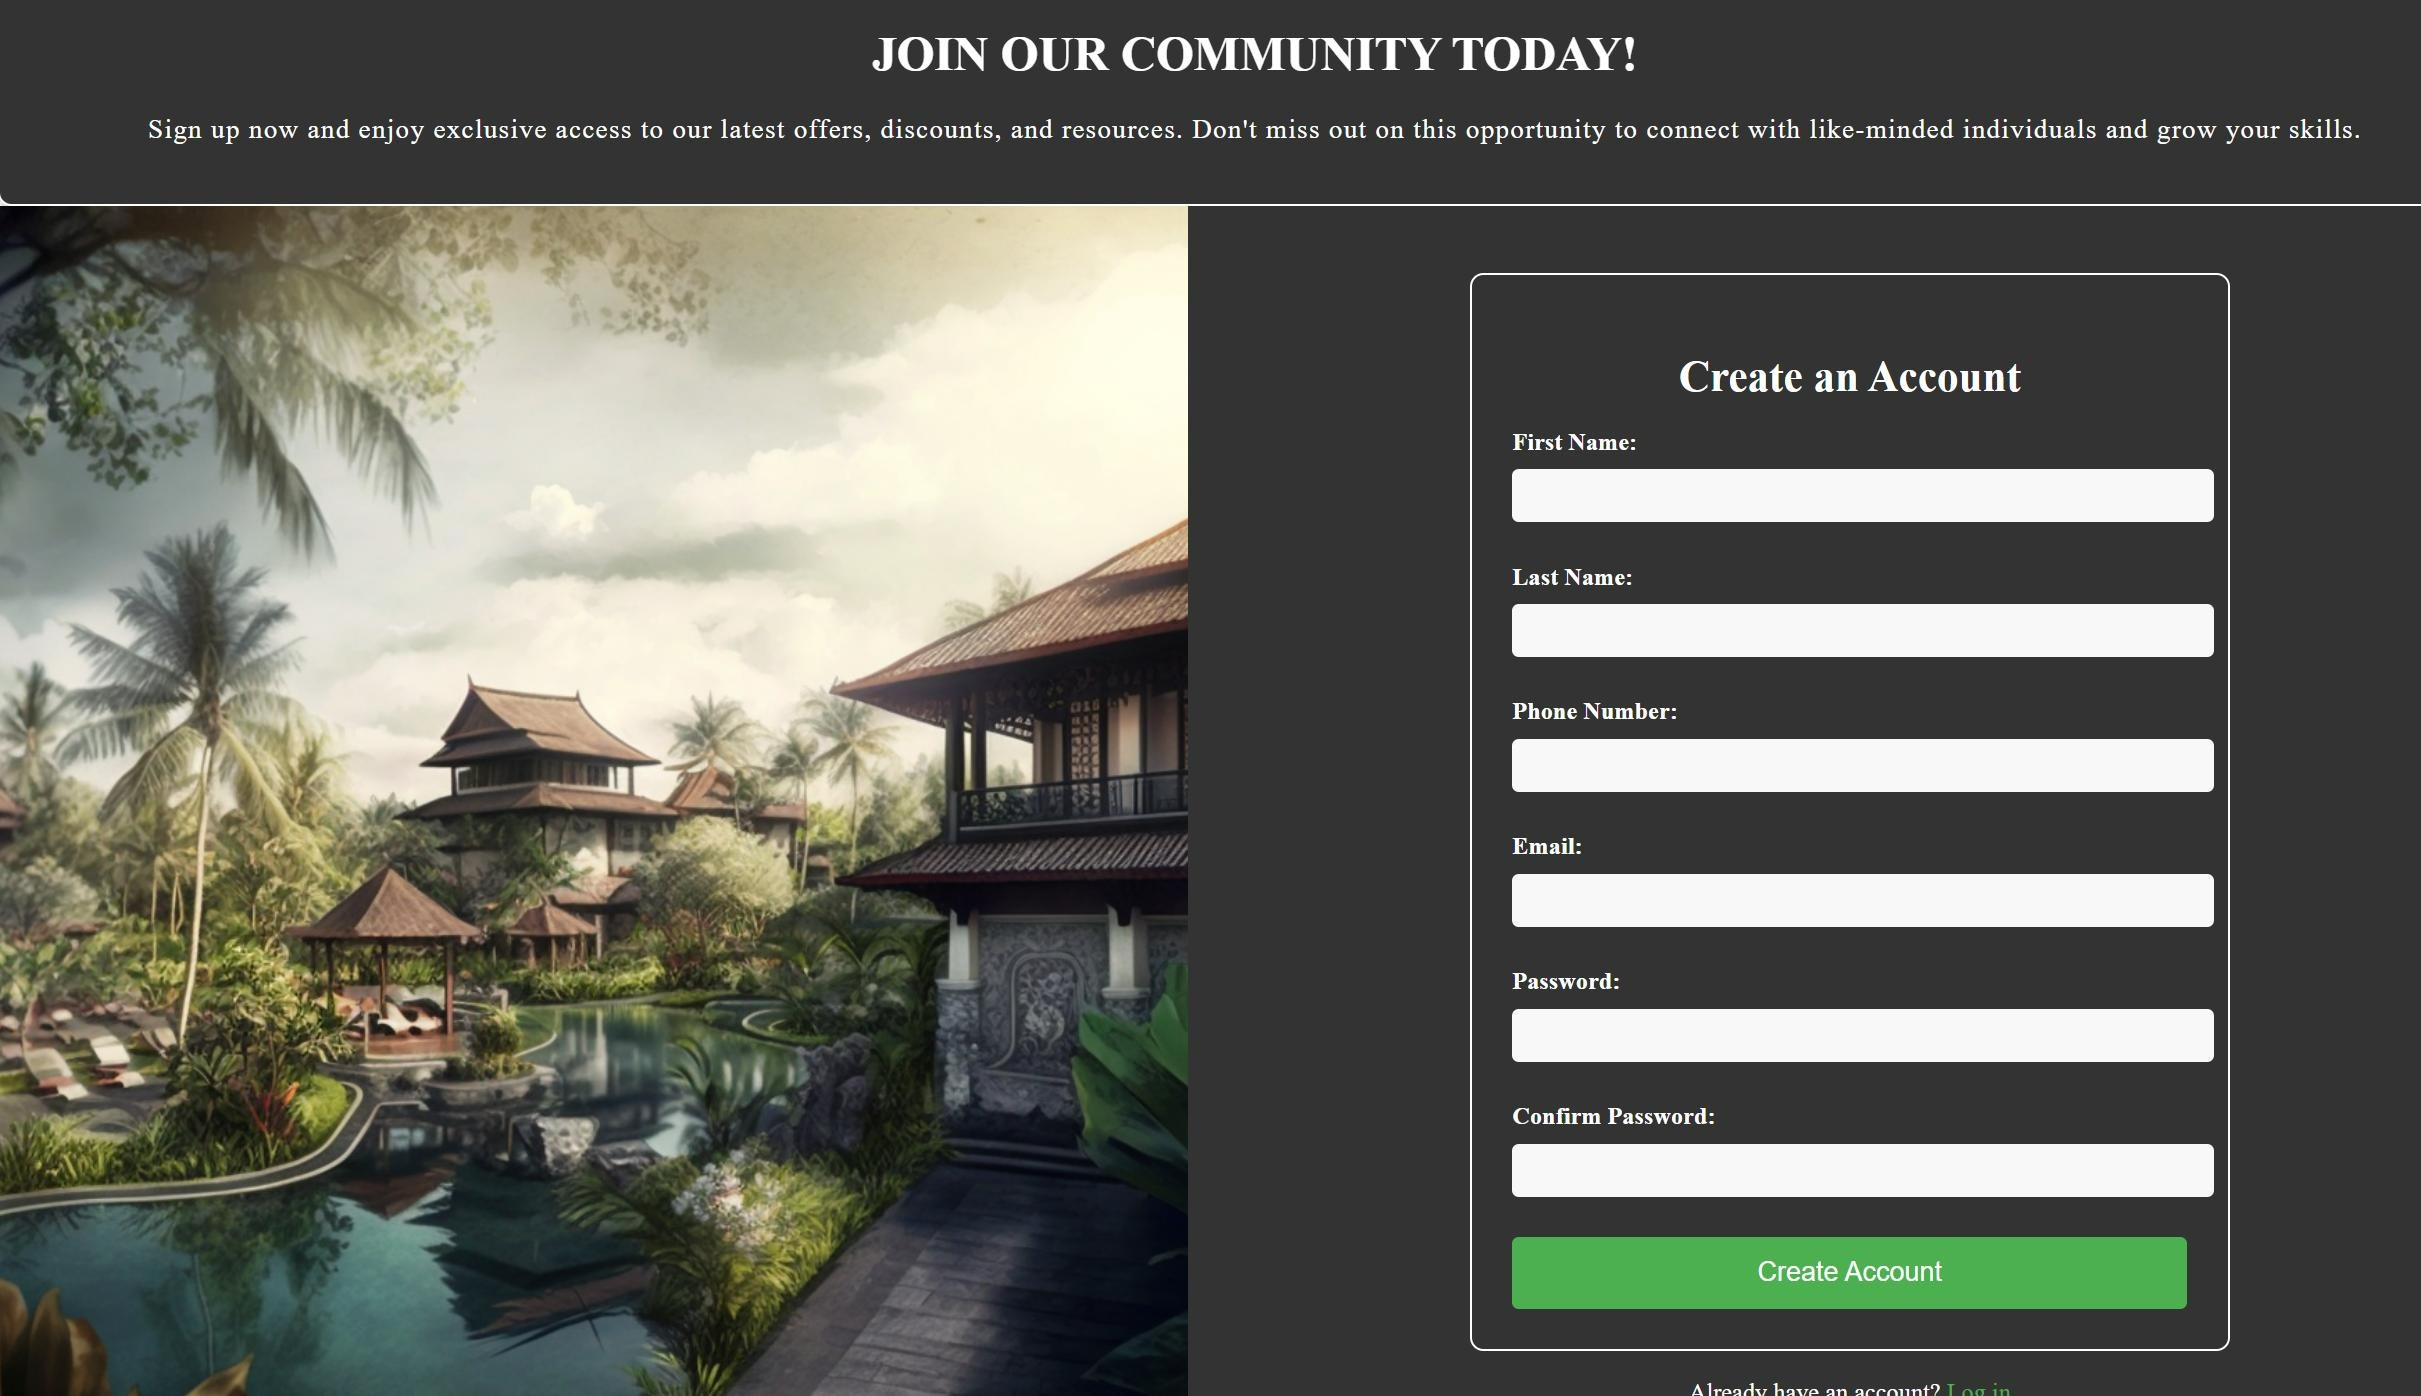 JOIN OUR COMMUNITY TODAY!
Sign up now and enjoy exclusive access to our latest offers, discounts, and resources. Don't miss out on this opportunity to connect with like-minded individuals and grow your skills.
Create an Account
First Name:
Last Name:
Phone Number:
Email:
Password:
Confirm Password:
Create Account
Already have an account? Log in